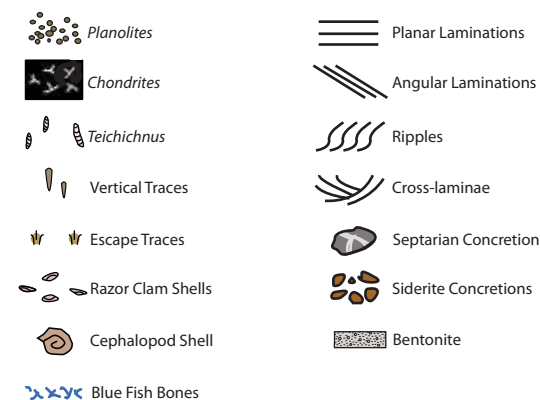 Planolites
Chondrites
Teichichnus
Vertical Traces
Escape Traces
Razor Clam Shells
Cephalopod Shell
Blue Fish Bones
Planar Laminations
Angular Laminations
Ripples
Cross-laminae
Septarian Concretion
Siderite Concretions
Bentonite